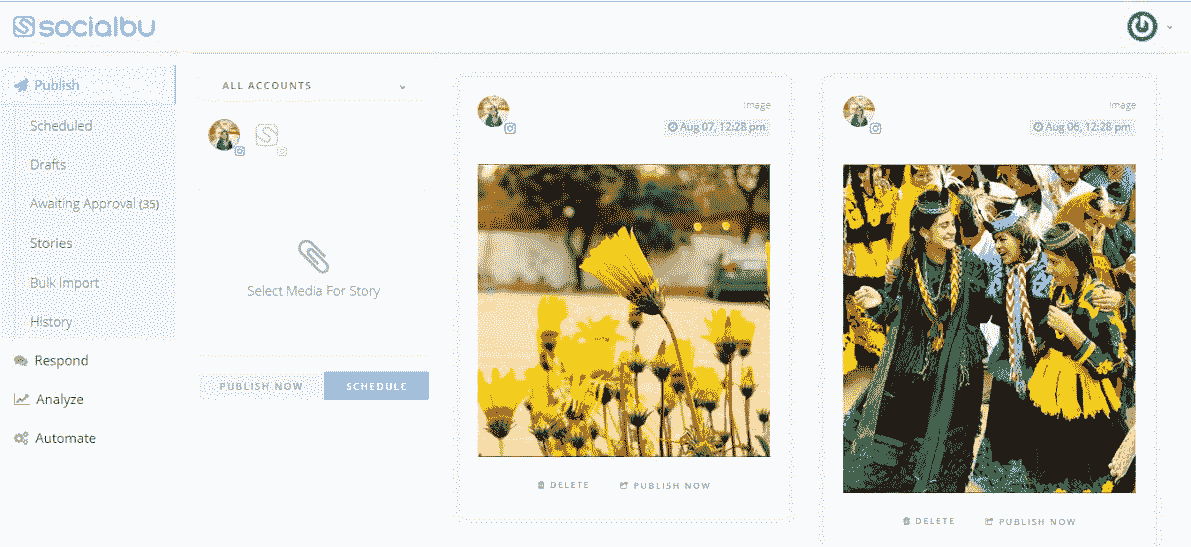 socialbu
Publish
Scheduled
Drafts
Awaiting Approval (35)
Stories
Bulk Import
History
Respond
Analyze
Automate
ALL ACCOUNTS
Select Media For Story
PUBLISH NOW
SCHEDULE
Image
Aug 07, 12:28 pm
DELETE
PUBLISH NOW
Image
Aug 06, 12:28 pm
DELETE
PUBLISH NOW